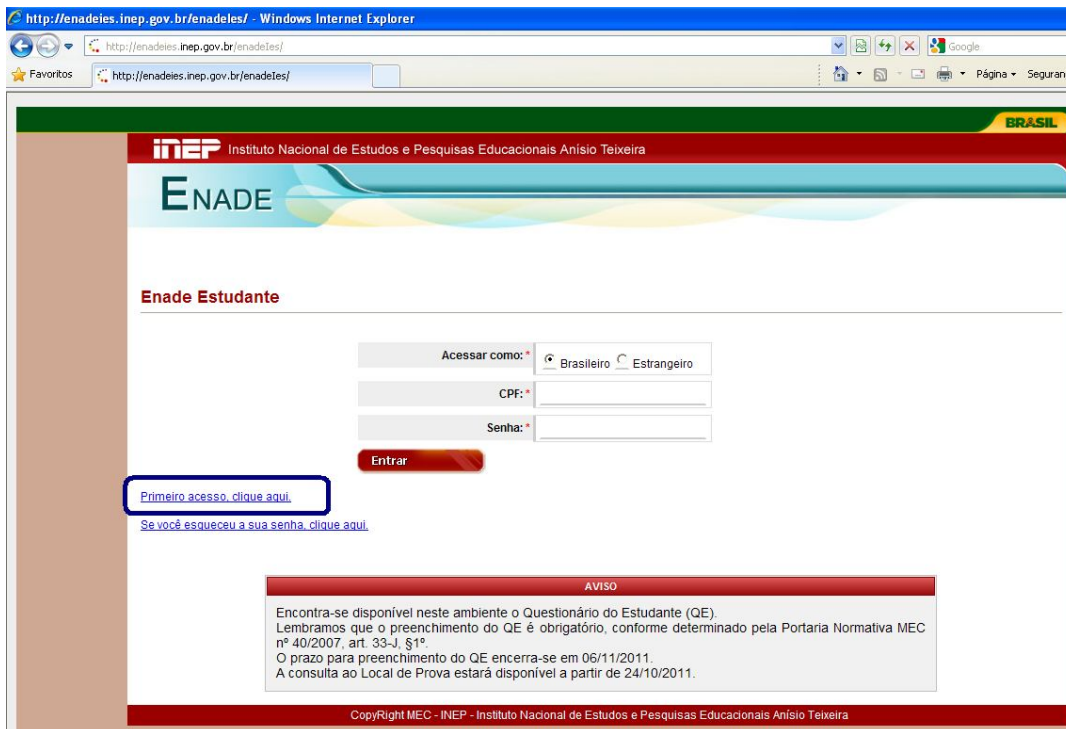 http://enadeies.inep.gov.br/enadeIes/ - Windows Internet Explorer
http://enadeies.inep.gov.br/enadeIes/
Google
Favoritos
http://enadeies.inep.gov.br/enadeIes/
Página
Seguran
BRASIL
INEP Instituto Nacional de Estudos e Pesquisas Educacionais Anísio Teixeira
ENADE
Enade Estudante
Acessar como: * Brasileiro Estrangeiro
CPF: *
Senha: *
Entrar
Primeiro acesso, clique aqui.
Se você esqueceu a sua senha, clique aqui.
AVISO
Encontra-se disponível neste ambiente o Questionário do Estudante (QE).
Lembramos que o preenchimento do QE é obrigatório, conforme determinado pela Portaria Normativa MEC
nº 40/2007, art. 33-J, §1º.
O prazo para preenchimento do QE encerra-se em 06/11/2011.
A consulta ao Local de Prova estará disponível a partir de 24/10/2011.
CopyRight MEC - INEP - Instituto Nacional de Estudos e Pesquisas Educacionais Anísio Teixeira